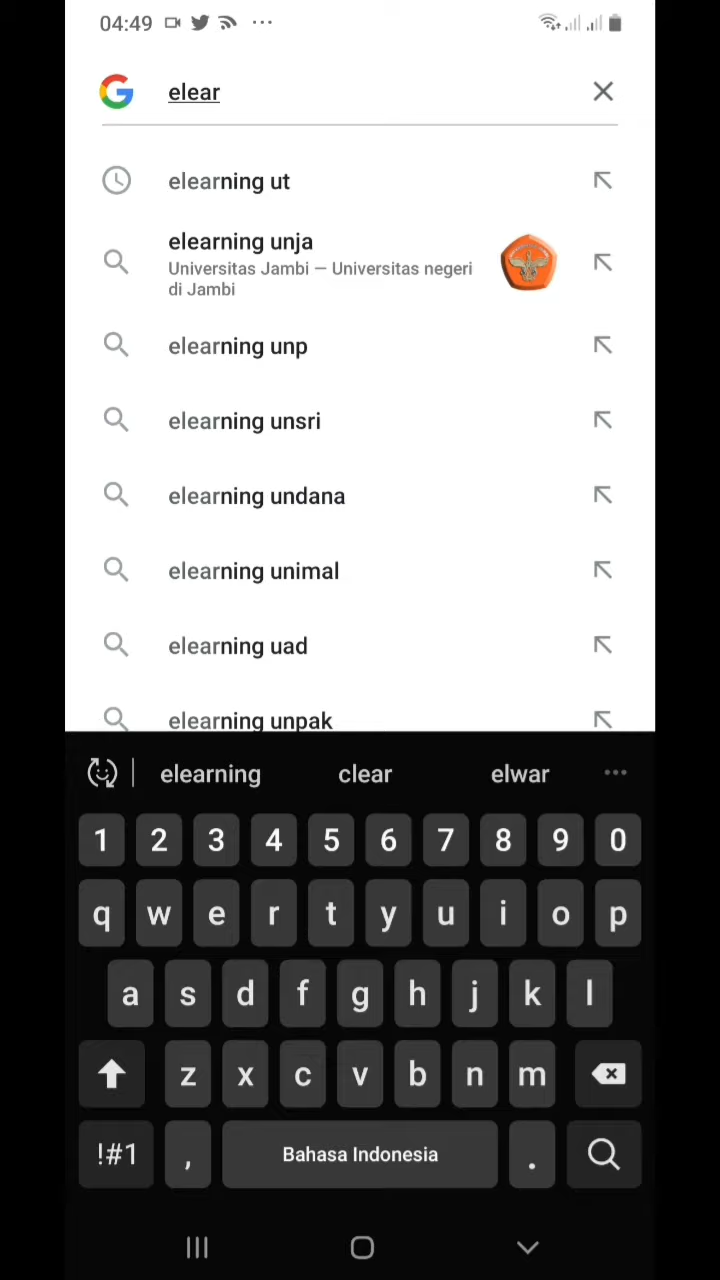 04:49
elear
elearning ut
elearning unja
Universitas Jambi — Universitas negeri
di Jambi
elearning unp
elearning unsri
elearning undana
elearning unimal
elearning uad
elearning unpak
elearning clear elwar
1 2 3 4 5 6 7 8 9 0
q w e r t y u i o p
a s d f g h j k l
z x c v b n m
!#1 , Bahasa Indonesia .